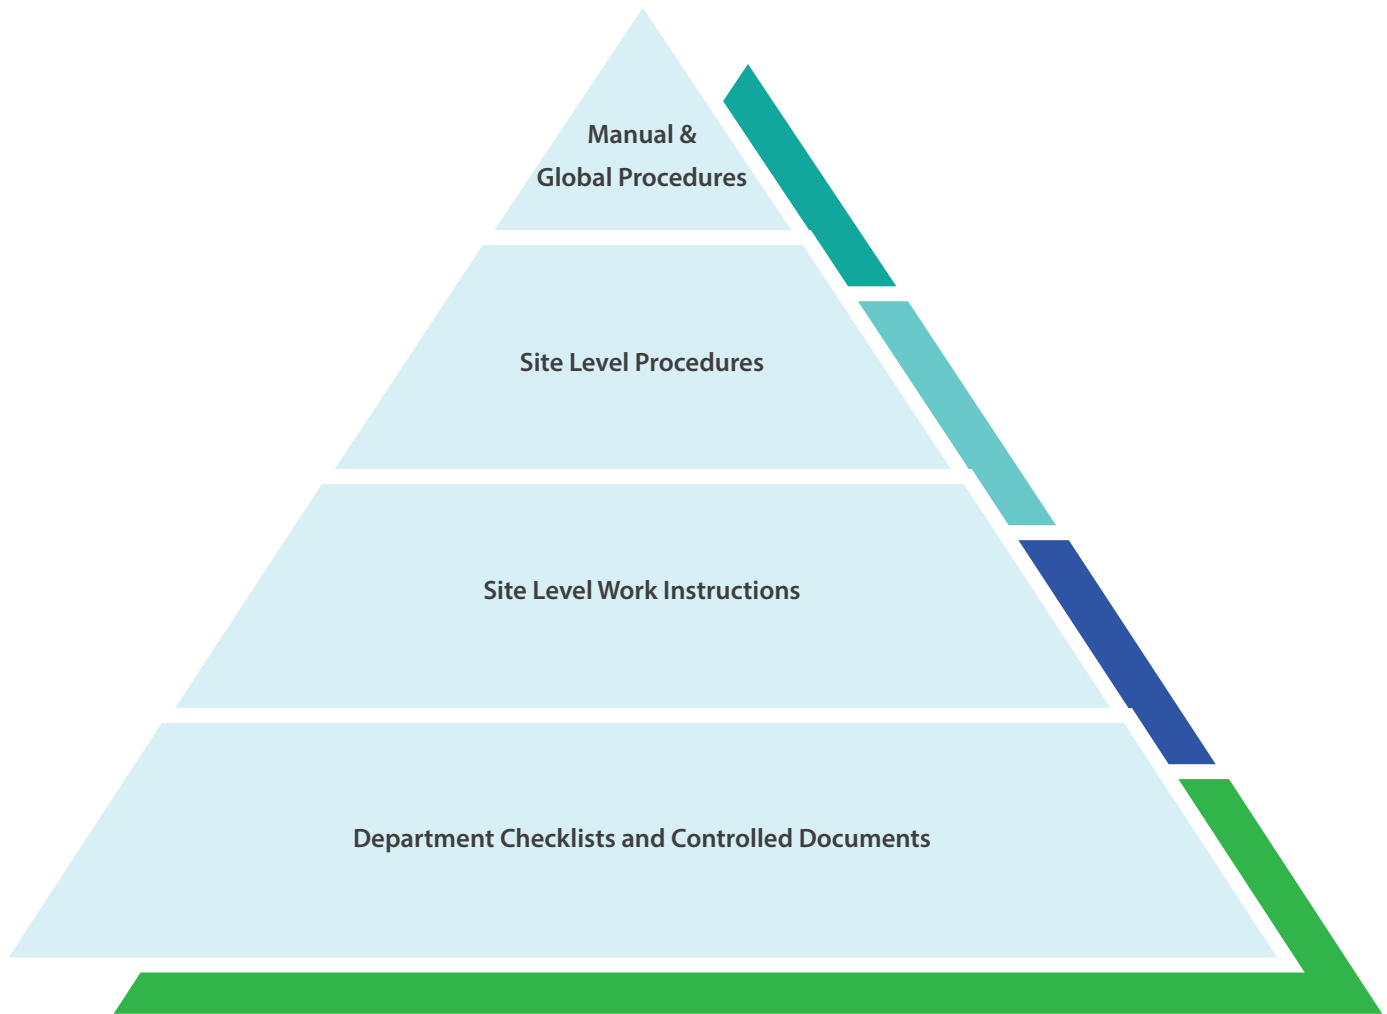 Manual &
Global Procedures
Site Level Procedures
Site Level Work Instructions
Department Checklists and Controlled Documents